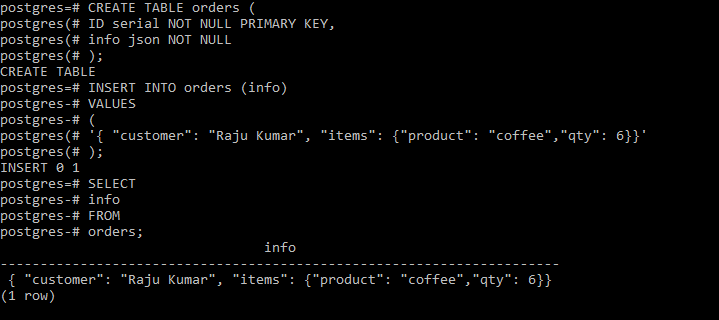 postgres=# CREATE TABLE orders (
postgres(# ID serial NOT NULL PRIMARY KEY,
postgres(# info json NOT NULL
postgres(# );
CREATE TABLE
postgres=# INSERT INTO orders (info)
postgres-# VALUES
postgres-# (
postgres(# '{ "customer": "Raju Kumar", "items": {"product": "coffee","qty": 6}}'
postgres(# );
INSERT 0 1
postgres=# SELECT
postgres-# info
postgres-# FROM
postgres-# orders;
                                 info
----------------------------------------------------------------------
 { "customer": "Raju Kumar", "items": {"product": "coffee","qty": 6}}
(1 row)